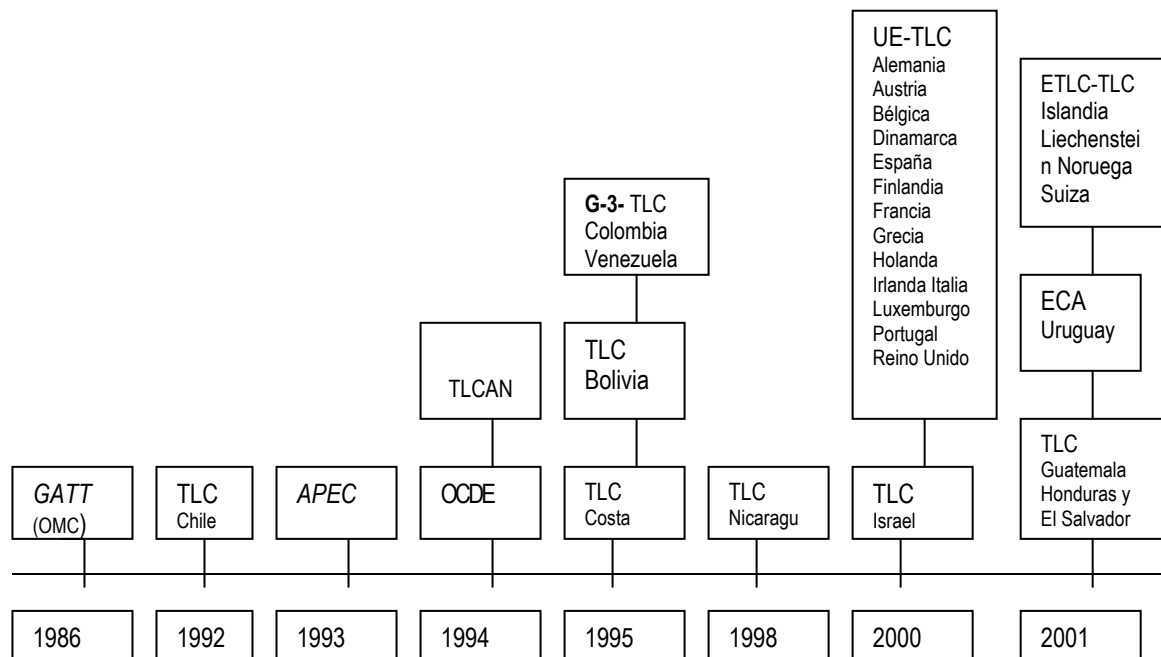 UE-TLC
Alemania
Austria
Bélgica
Dinamarca
España
Finlandia
Francia
Grecia
Holanda
Irlanda Italia
Luxemburgo
Portugal
Reino Unido
ETLC-TLC
Islandia
Liechenstei
n Noruega
Suiza
G-3- TLC
Colombia
Venezuela
ECA
Uruguay
TLCAN
TLC
Bolivia
GATT
(OMC)
TLC
Chile
APEC
OCDE
TLC
Costa
TLC
Nicaragu
TLC
Israel
TLC
Guatemala
Honduras y
El Salvador
1986
1992
1993
1994
1995
1998
2000
2001